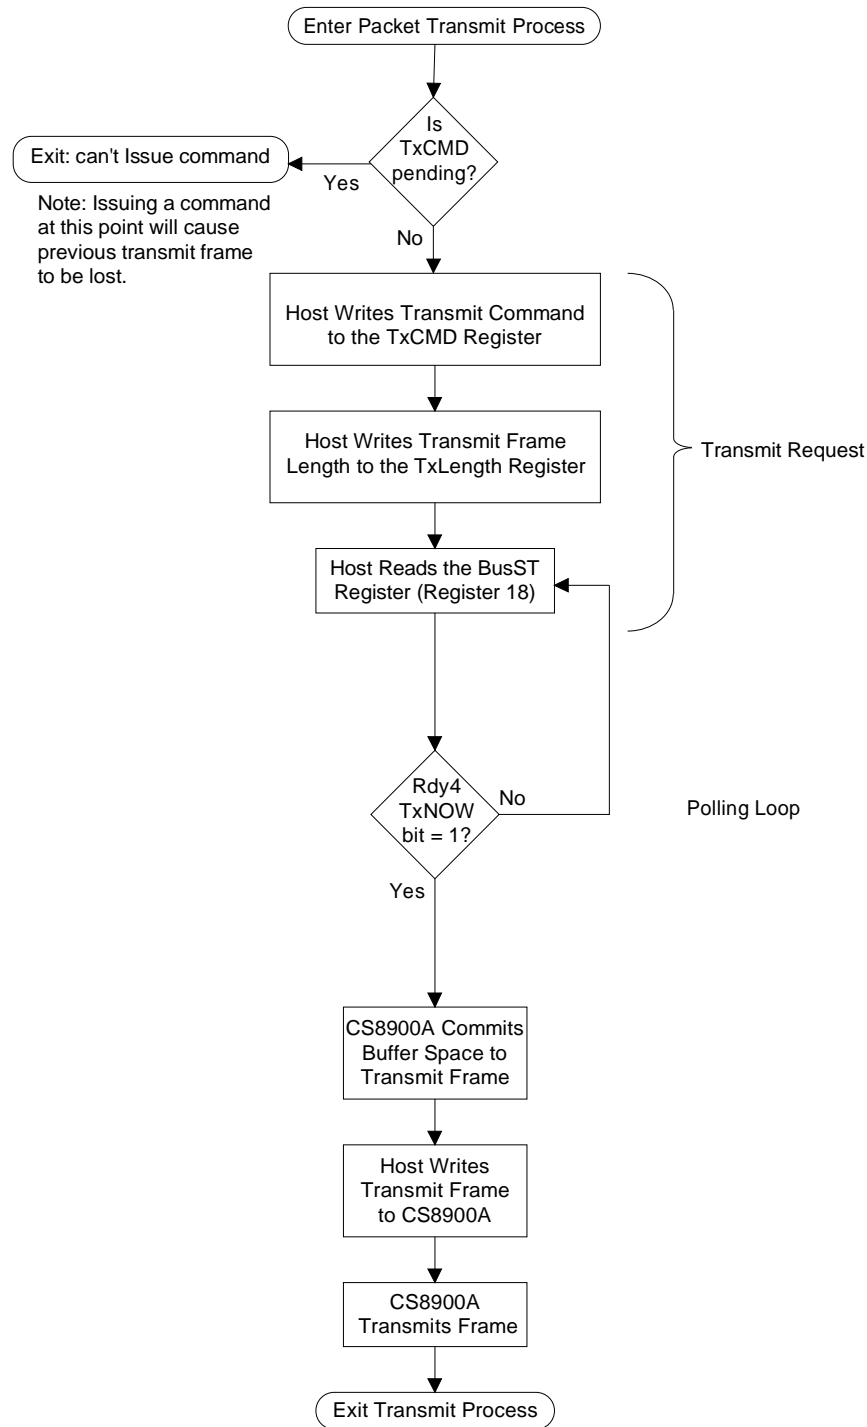 Enter Packet Transmit Process
Is
TxCMD
pending?
Exit: can't Issue command
Yes
Note: Issuing a command
at this point will cause
previous transmit frame
to be lost.
No
Host Writes Transmit Command
to the TxCMD Register
Host Writes Transmit Frame
Length to the TxLength Register
Transmit Request
Host Reads the BusST
Register (Register 18)
Rdy4
TxNOW
bit = 1?
No
Polling Loop
Yes
CS8900A Commits
Buffer Space to
Transmit Frame
Host Writes
Transmit Frame
to CS8900A
CS8900A
Transmits Frame
Exit Transmit Process